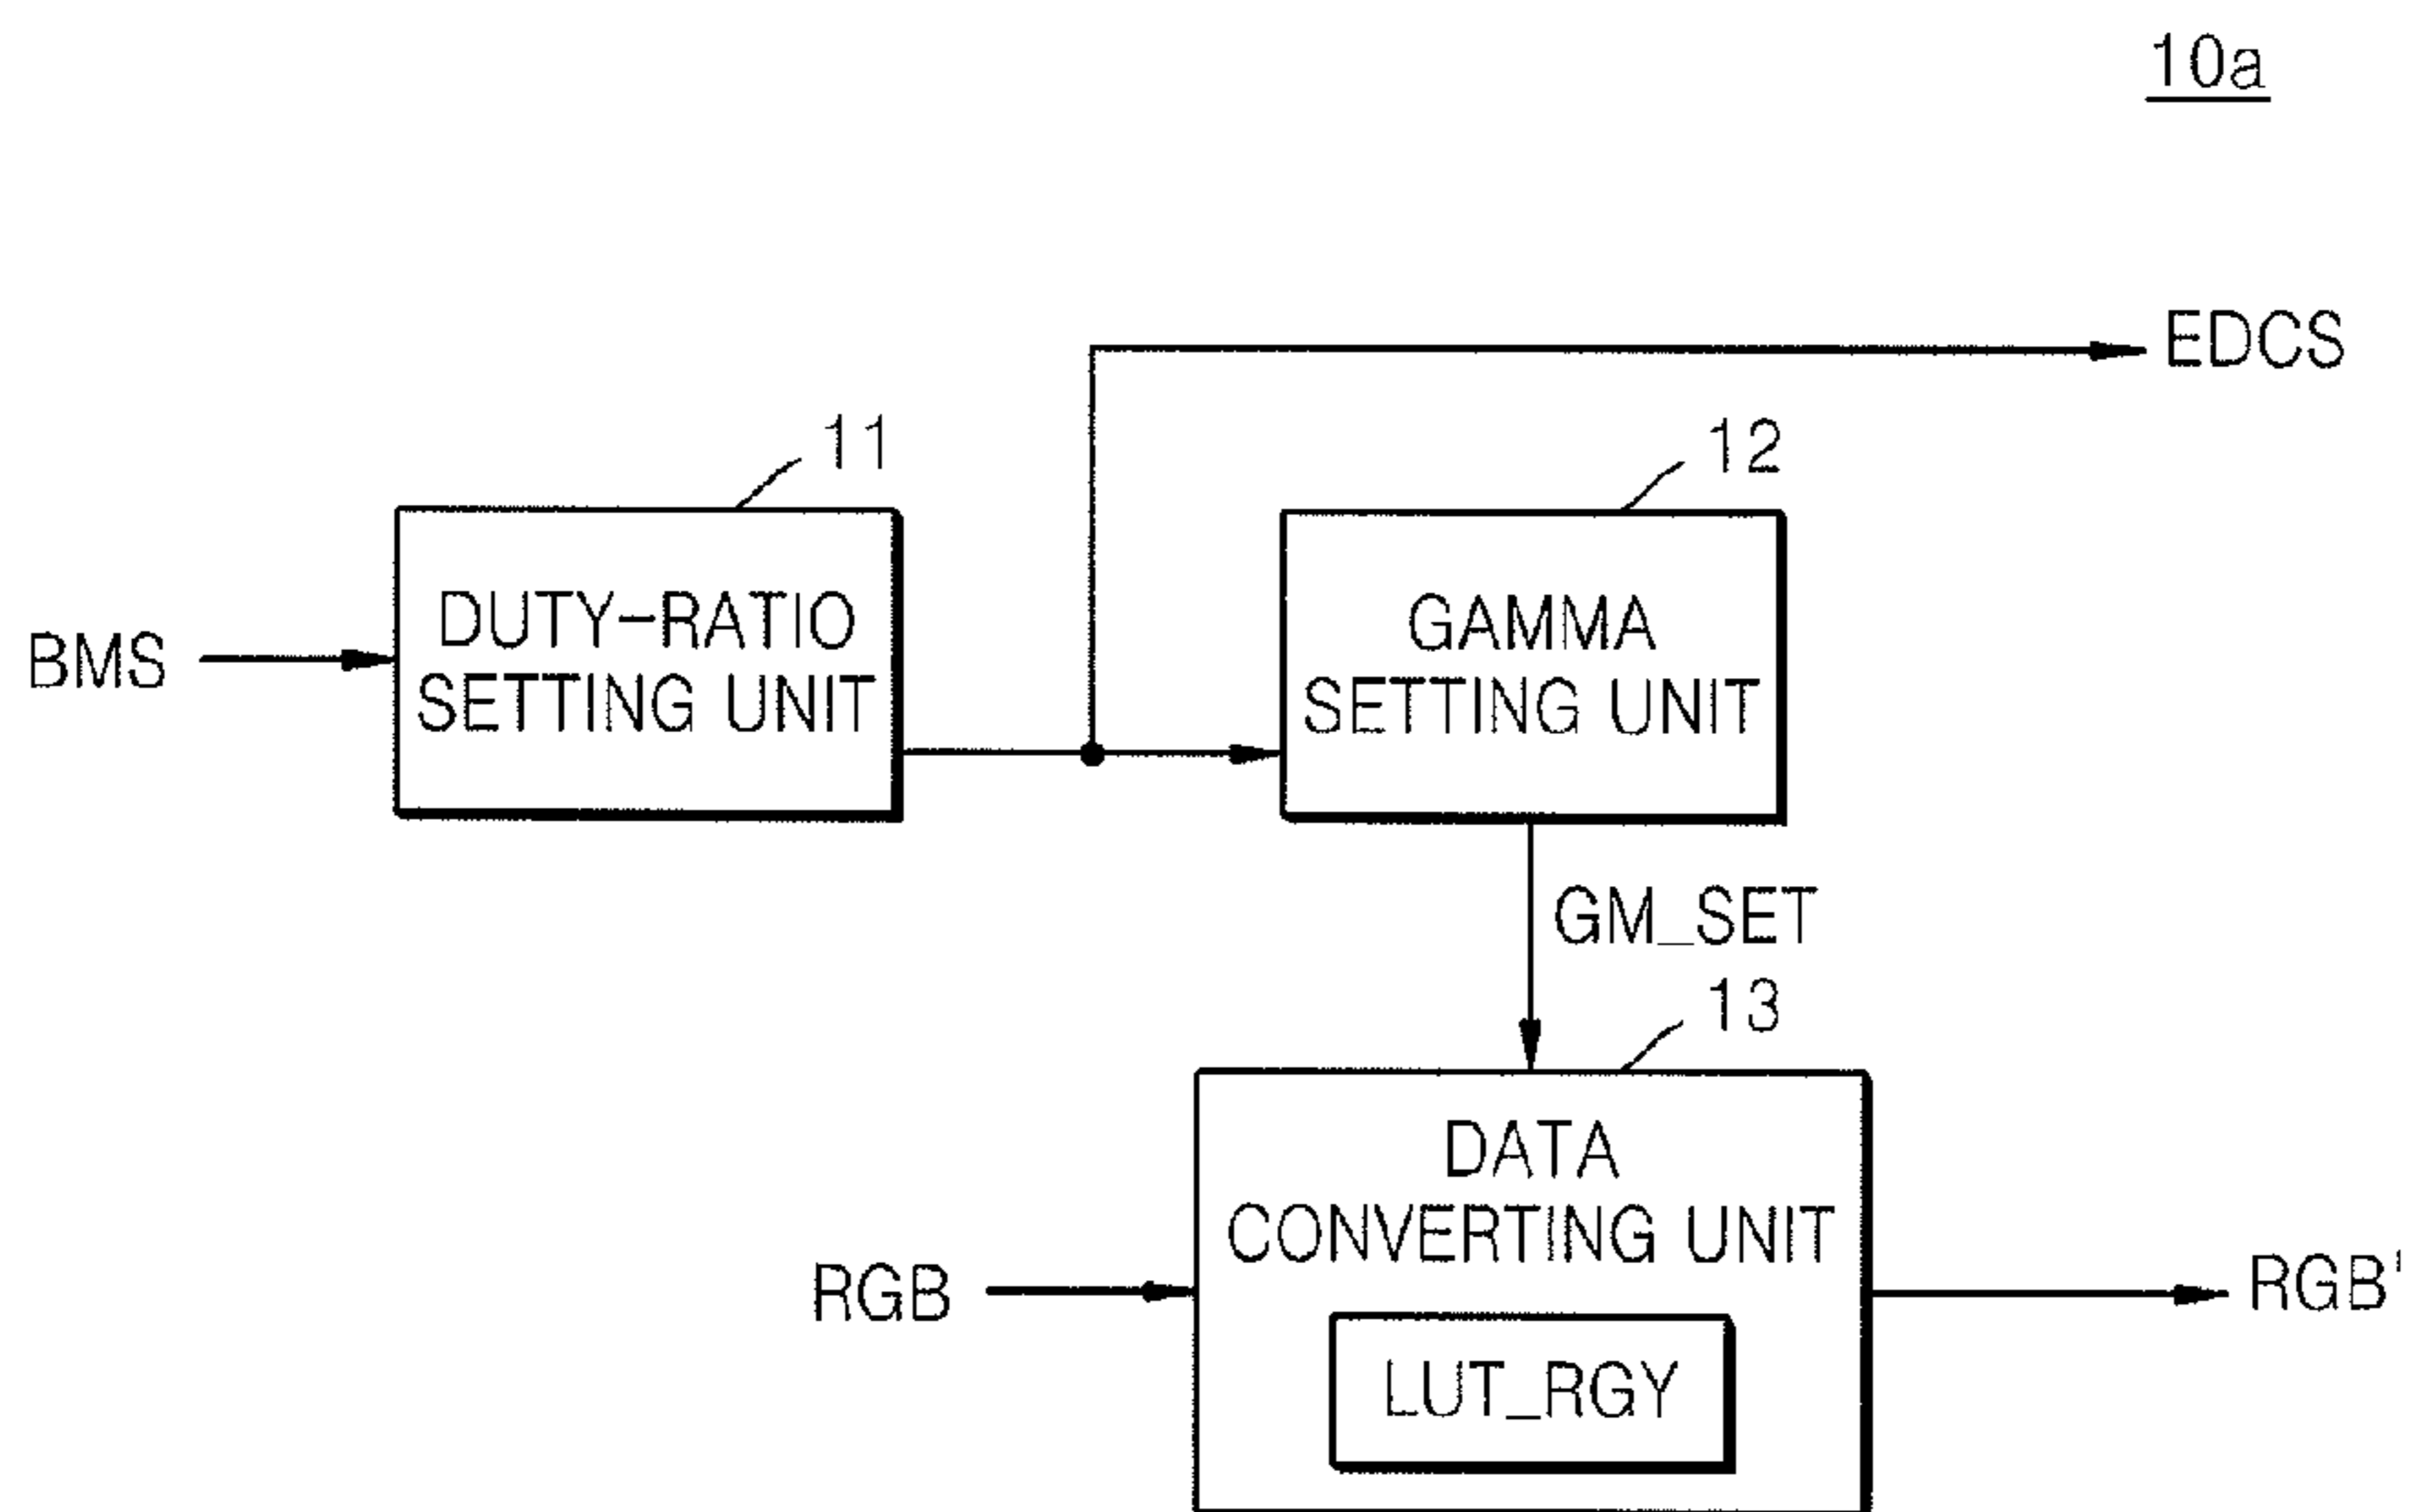 10a
EDCS
11
12
BMS
DUTY-RATIO
SETTING UNIT
GAMMA
SETTING UNIT
GM_SET
13
DATA
CONVERTING UNIT
RGB
RGB'
LUT_RGY